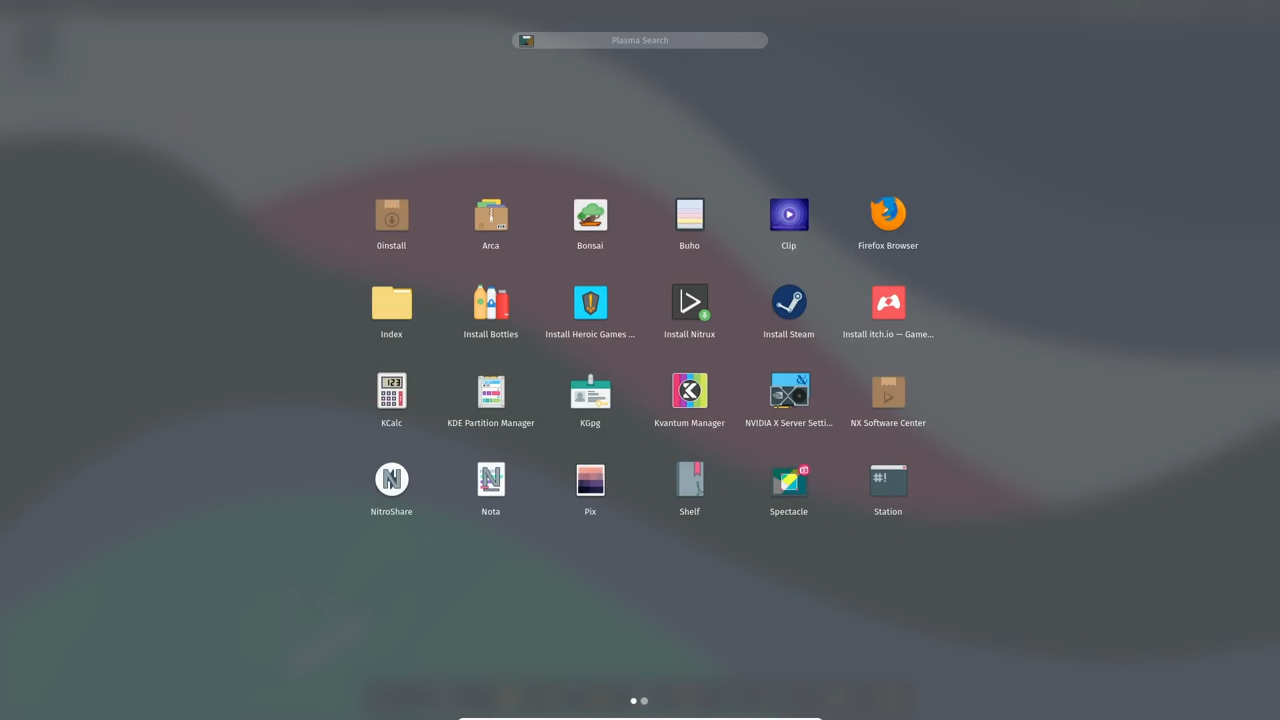 Plasma Search
0install
Arca
Bonsai
Buho
Clip
Firefox Browser
Index
Install Bottles
Install Heroic Games ...
Install Nitrux
Install Steam
Install itch.io — Game...
123
KCalc
KDE Partition Manager
KGpg
K
Kvantum Manager
X
NVIDIA X Server Setti...
NX Software Center
N
NitroShare
N
Nota
Pix
Shelf
Spectacle
#!
Station